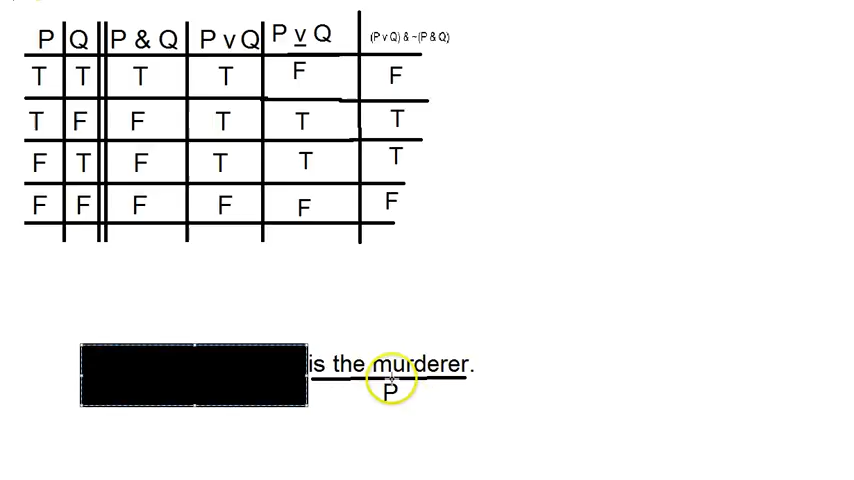 P Q P & Q P v Q P v Q (P v Q) & ~(P & Q)
T T T T F F
T F F T T T
F T F T T T
F F F F F F
is the murderer.
P